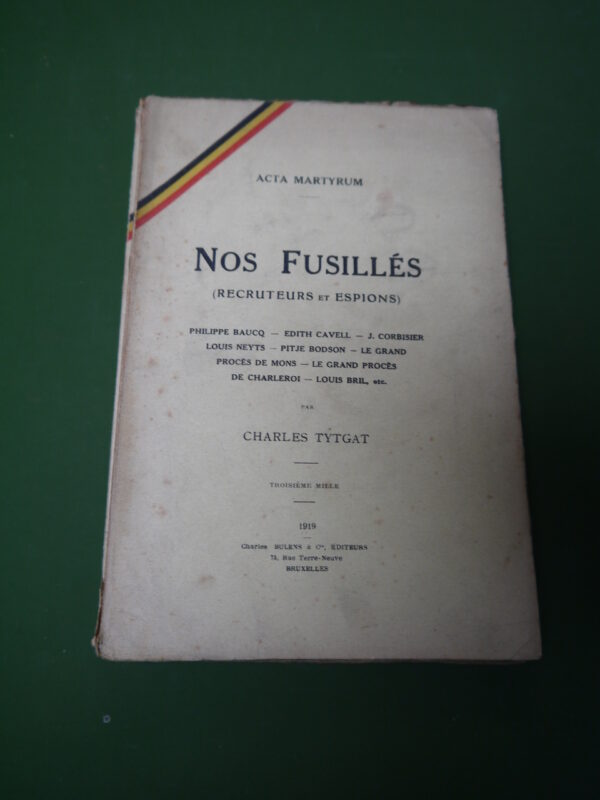 ACTA MARTYRUM
NOS FUSILLÉS
(RECRUTEURS ET ESPIONS)
PHILIPPE BAUCQ — EDITH CAVELL — J. CORBISIER
LOUIS NEYTS — PITJE BODSON — LE GRAND
PROCÈS DE MONS — LE GRAND PROCÈS
DE CHARLEROI — LOUIS BRIL, etc.
PAR
CHARLES TYTGAT
TROISIÈME MILLE
1919
Charles BULENS & Cie, ÉDITEURS
75, Rue Terre-Neuve
BRUXELLES